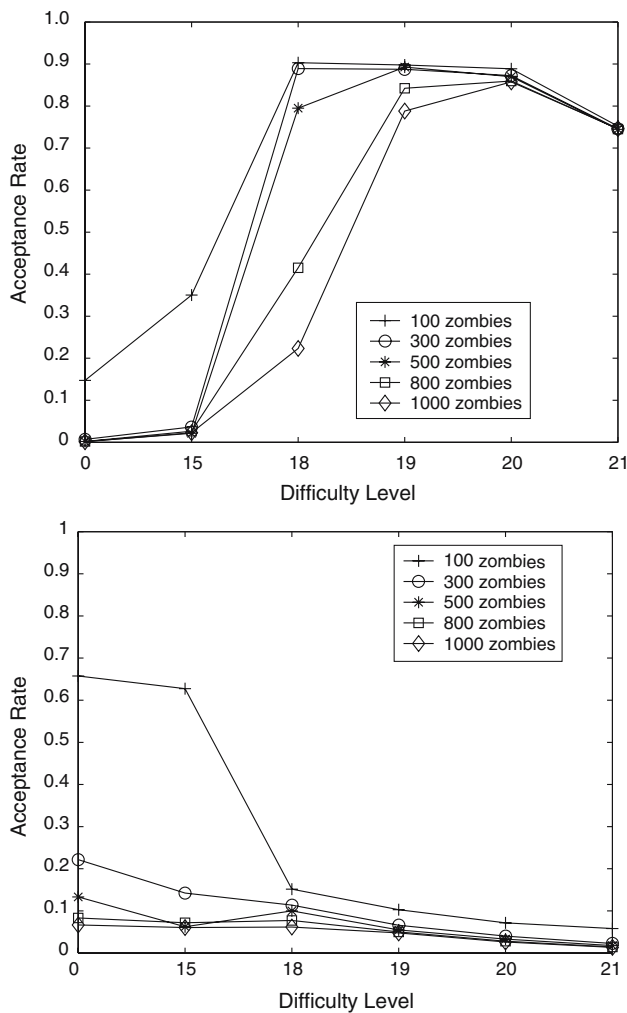 1.0
0.9
0.8
0.7
0.6
0.5
0.4
0.3
0.2
0.1
0
Acceptance Rate
100 zombies
300 zombies
500 zombies
800 zombies
1000 zombies
0 15 18 19 20 21
Difficulty Level
1
0.9
0.8
0.7
0.6
0.5
0.4
0.3
0.2
0.1
0
Acceptance Rate
100 zombies
300 zombies
500 zombies
800 zombies
1000 zombies
0 15 18 19 20 21
Difficulty Level